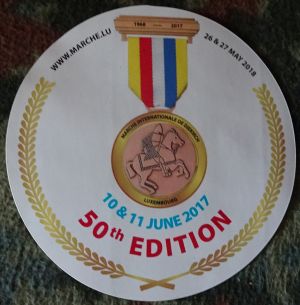 WWW.MARCHE.LU
1968 2017
26 & 27 MAY 2018
MARCHE INTERNATIONALE DE DIEKIRCH
LUXEMBOURG
10 & 11 JUNE 2017
50th EDITION